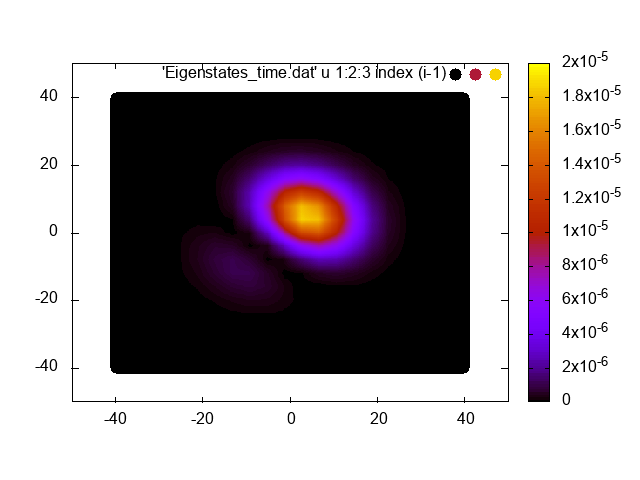 'Eigenstates_time.dat' u 1:2:3 index (i-1)
40
20
0
-20
-40
-40 -20 0 20 40
2x10-5
1.8x10-5
1.6x10-5
1.4x10-5
1.2x10-5
1x10-5
8x10-6
6x10-6
4x10-6
2x10-6
0